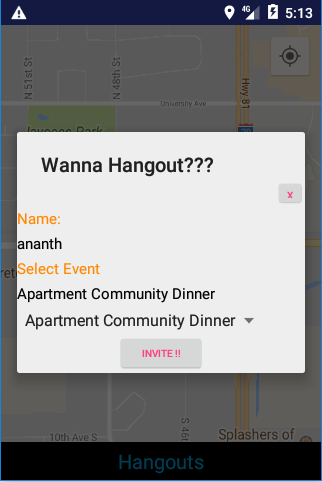 5:13
4G
N 51st St
N 48th St
Hwy 81
University Ave
Wanna Hangout???
x
Name:
ananth
Select Event
Apartment Community Dinner
Apartment Community Dinner
INVITE !!
10th Ave S
S 46th
Splashers of
Hangouts